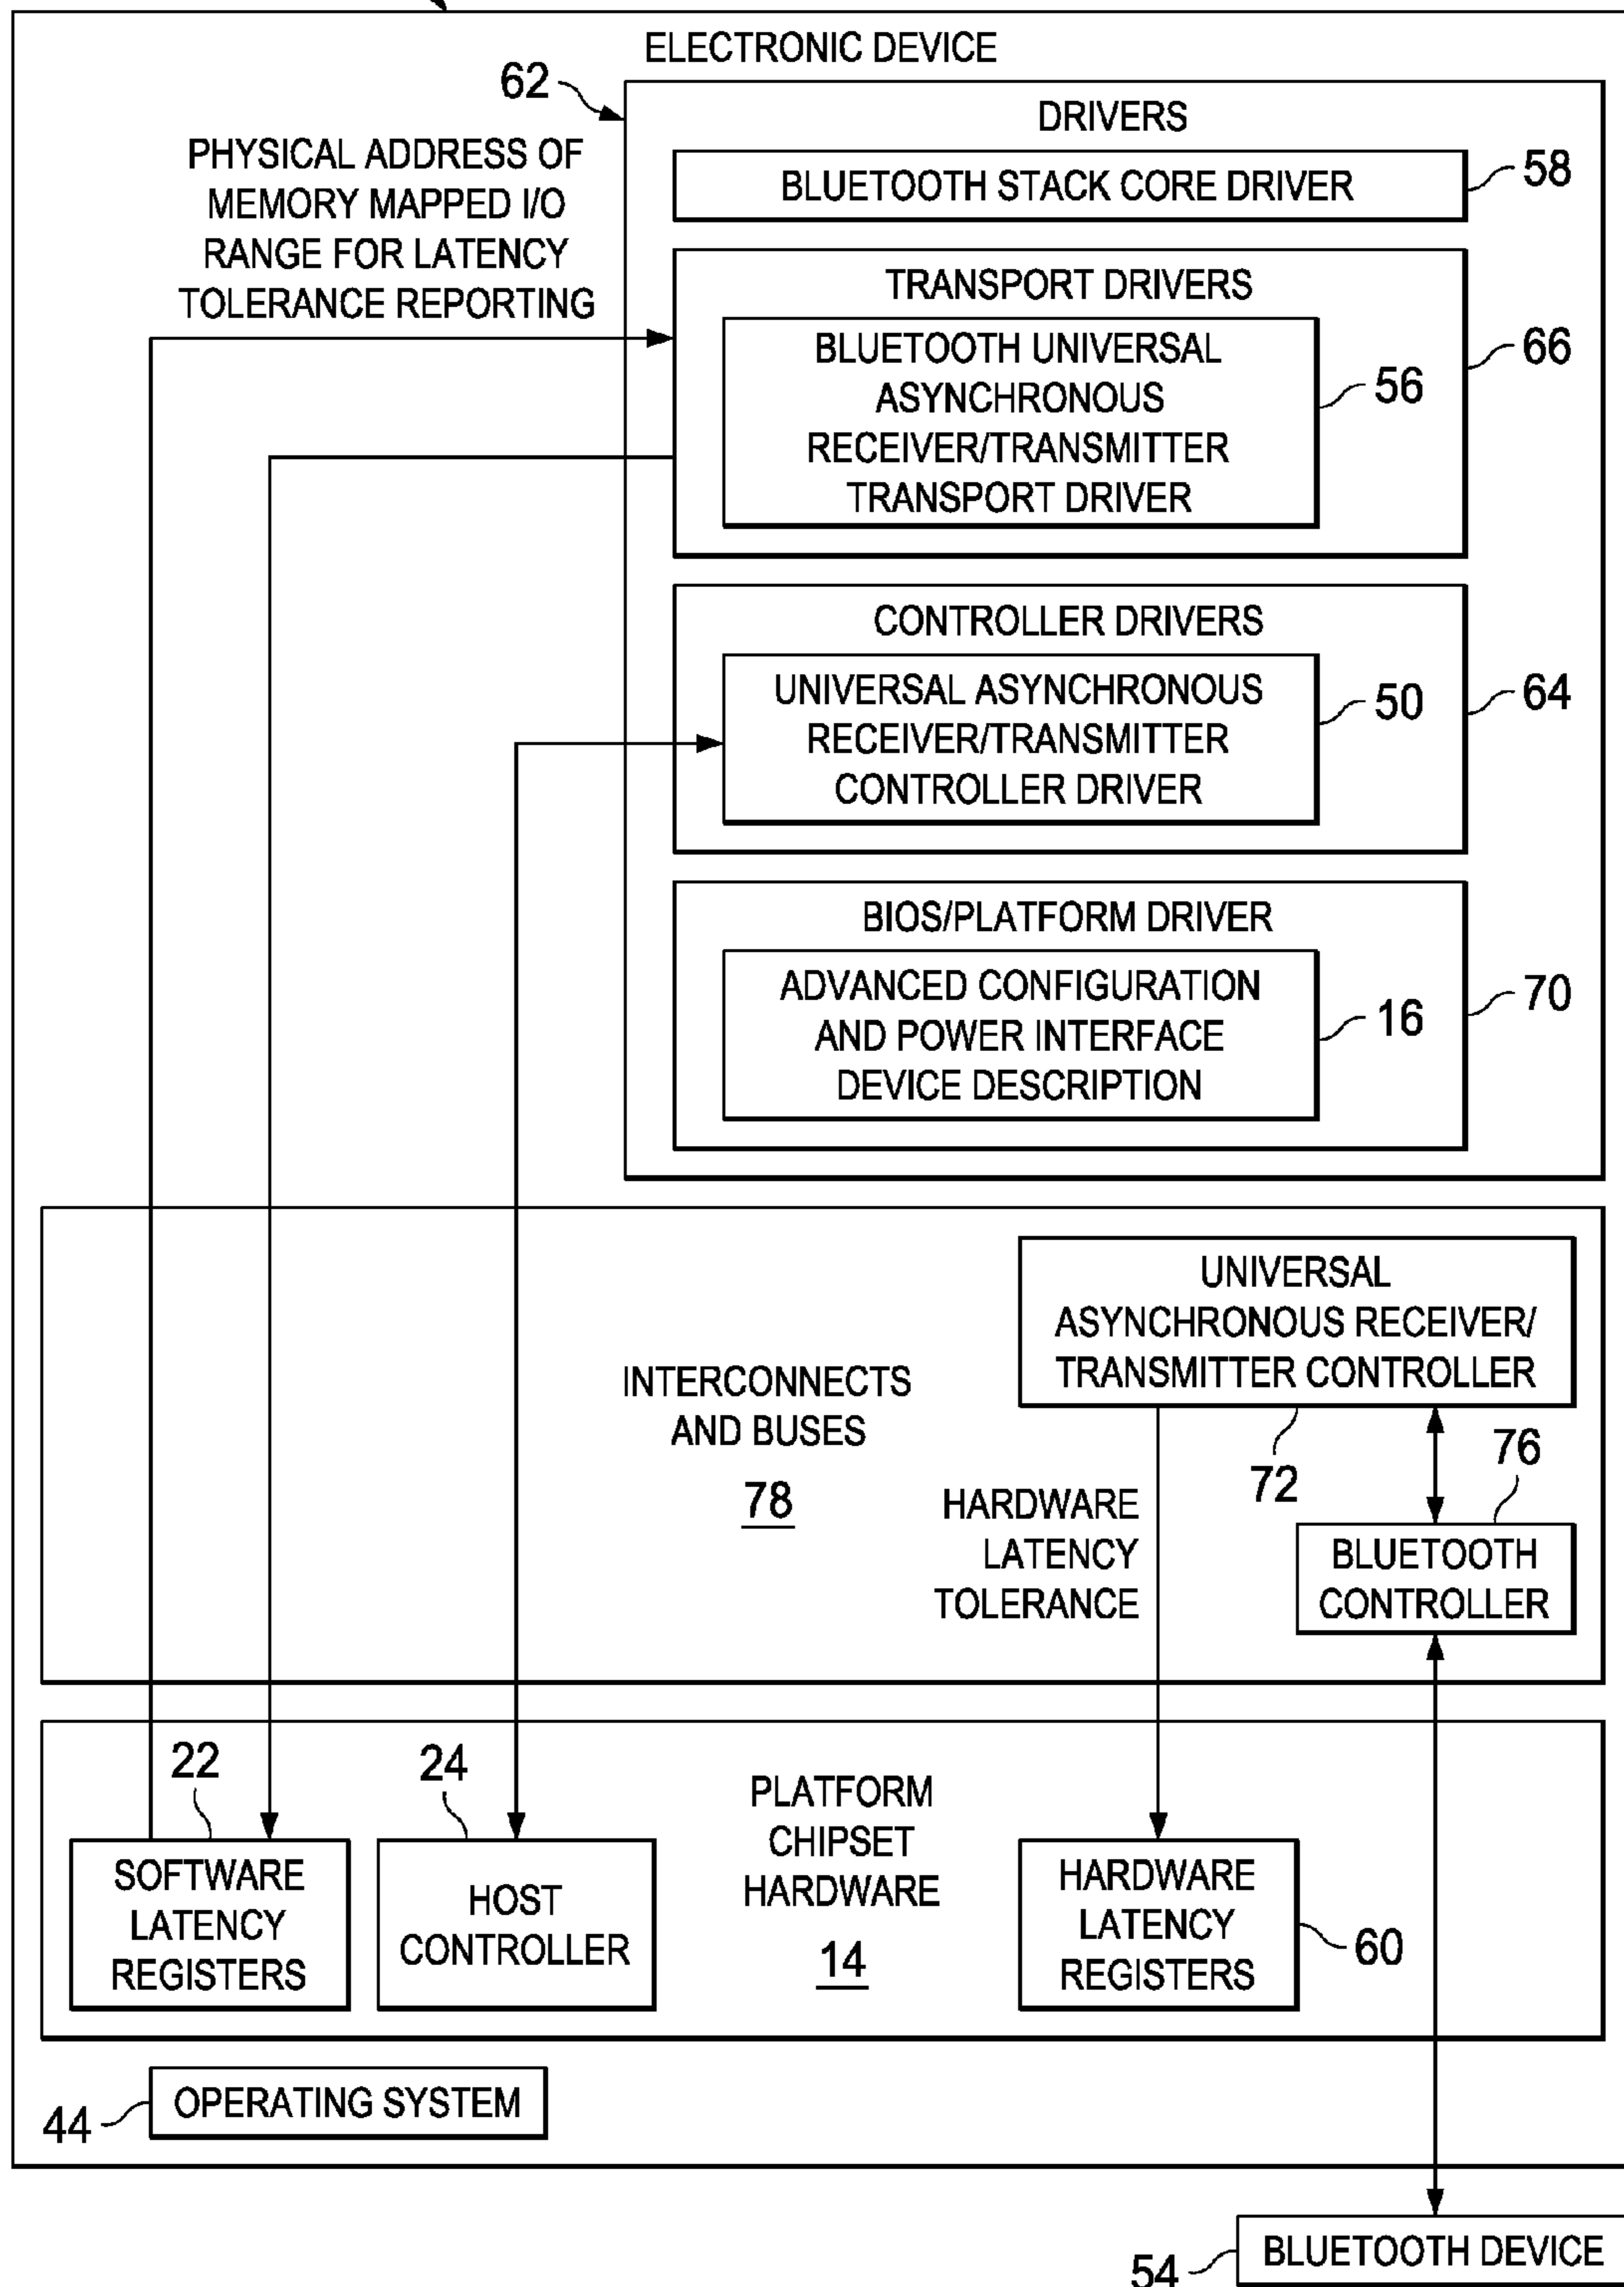 ELECTRONIC DEVICE
62
DRIVERS
PHYSICAL ADDRESS OF
MEMORY MAPPED I/O
RANGE FOR LATENCY
TOLERANCE REPORTING
BLUETOOTH STACK CORE DRIVER
58
TRANSPORT DRIVERS
66
BLUETOOTH UNIVERSAL
ASYNCHRONOUS
RECEIVER/TRANSMITTER
TRANSPORT DRIVER
56
CONTROLLER DRIVERS
64
UNIVERSAL ASYNCHRONOUS
RECEIVER/TRANSMITTER
CONTROLLER DRIVER
50
BIOS/PLATFORM DRIVER
70
ADVANCED CONFIGURATION
AND POWER INTERFACE
DEVICE DESCRIPTION
16
UNIVERSAL
ASYNCHRONOUS RECEIVER/
TRANSMITTER CONTROLLER
72
INTERCONNECTS
AND BUSES
78
HARDWARE
LATENCY
TOLERANCE
76
BLUETOOTH
CONTROLLER
22
24
PLATFORM
CHIPSET
HARDWARE
14
SOFTWARE
LATENCY
REGISTERS
HOST
CONTROLLER
HARDWARE
LATENCY
REGISTERS
60
44
OPERATING SYSTEM
54
BLUETOOTH DEVICE